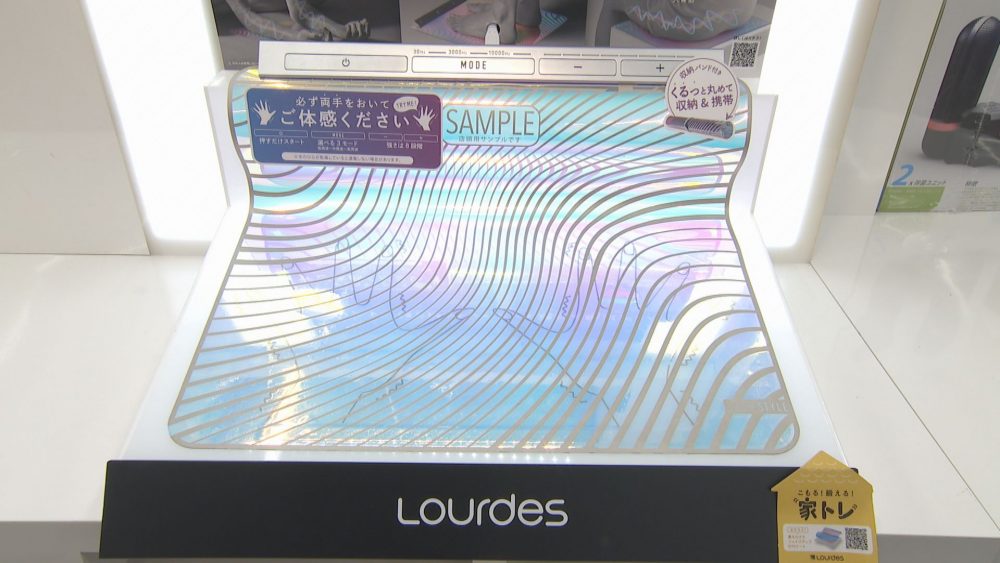 30Hz 3000Hz 10000Hz
MODE
− +
必ず両手をおいて
TRY ME!
ご体感ください
押すだけスタート
選べる3モード
強さは8段階
SAMPLE
店頭用サンプルです
収納バンド付き
くるっと丸めて
収納&携帯
2
Lourdes
こもる!鍛える!
"家トレ"
Lourdes